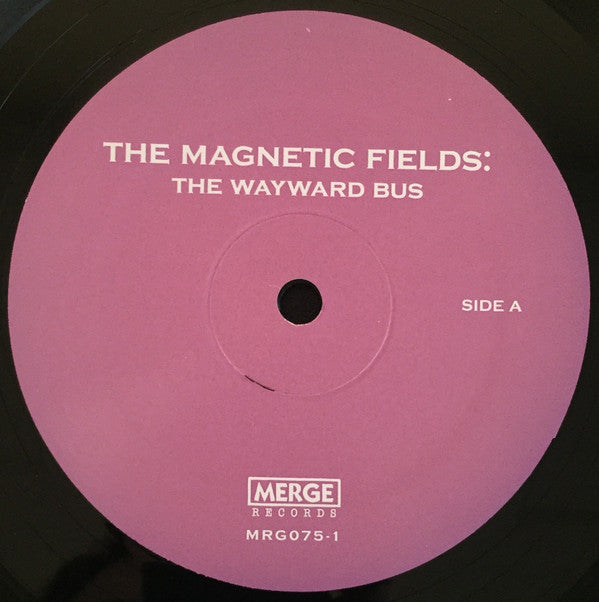 THE MAGNETIC FIELDS:
THE WAYWARD BUS
SIDE A
MERGE
RECORDS
MRG075-1